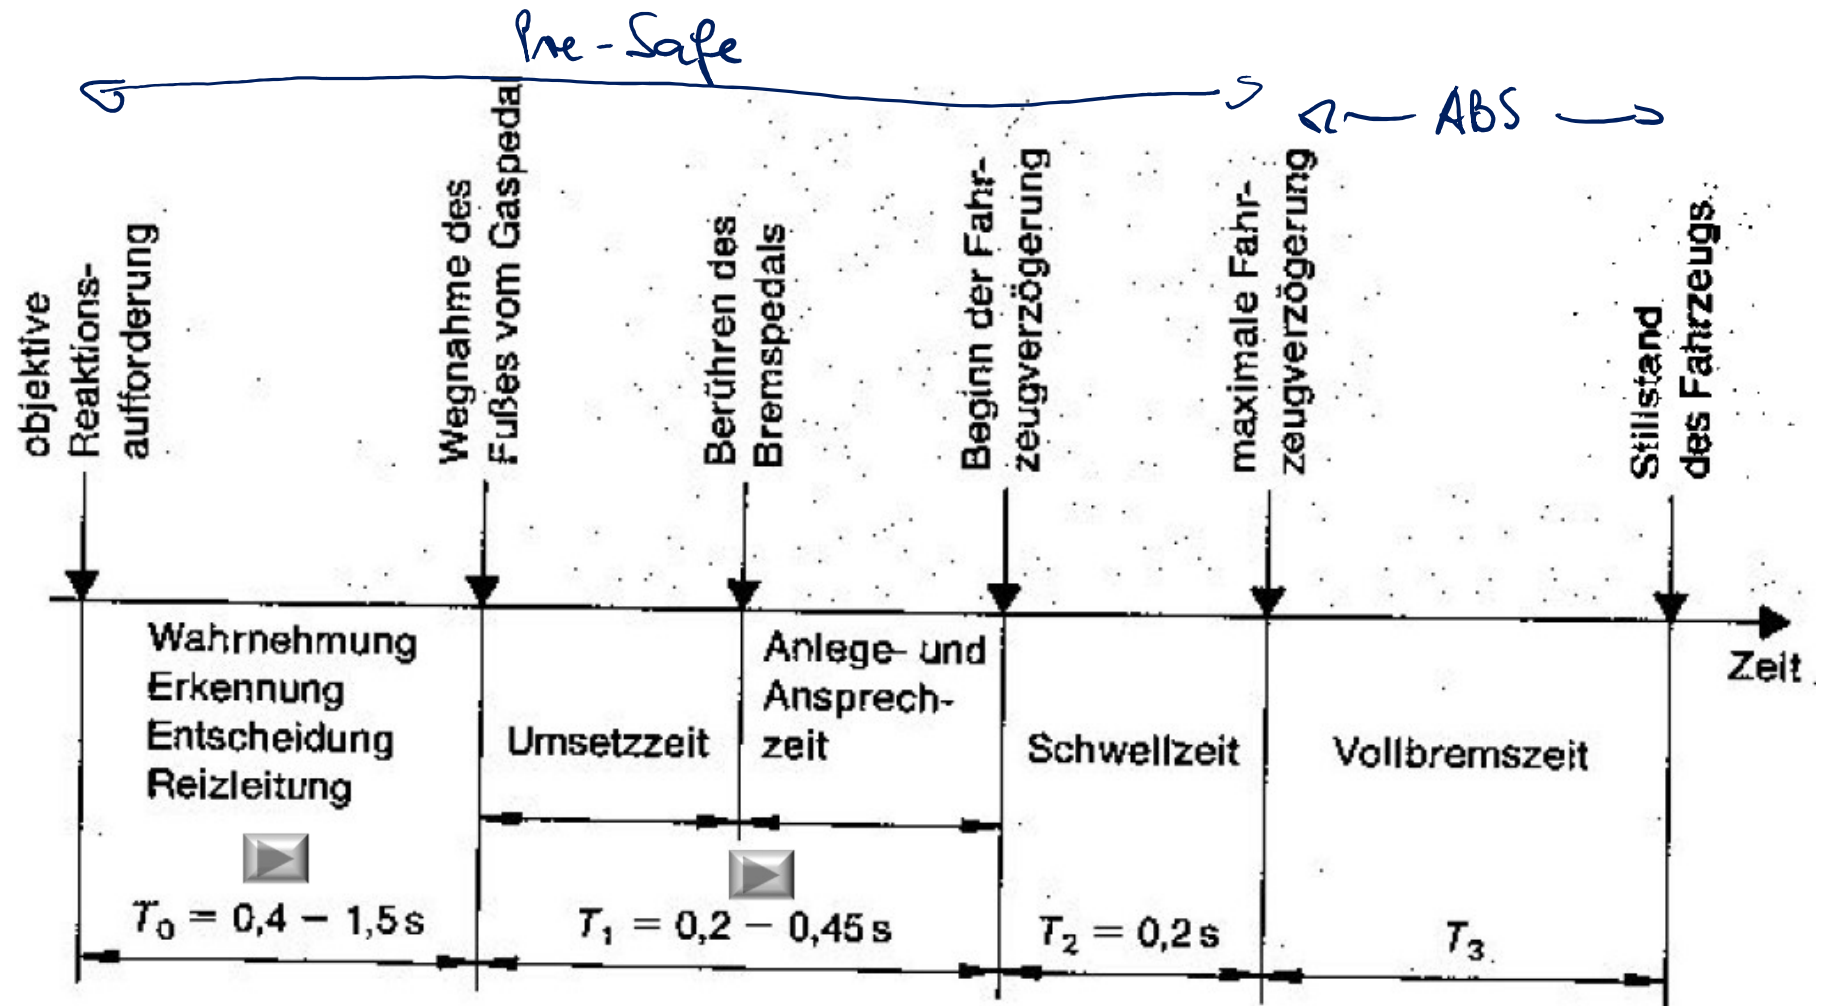 Pre-Safe
ABS
objektive
Reaktions-
aufforderung
Wegnahme des
Fußes vom Gaspedal
Berühren des
Bremspedals
Beginn der Fahr-
zeugverzögerung
maximale Fahr-
zeugverzögerung
Stillstand
des Fahrzeugs
Zeit
Wahrnehmung
Erkennung
Entscheidung
Reizleitung
Umsetzzeit
Anlege- und
Ansprech-
zeit
Schwellzeit
Vollbremszeit
T₀ = 0,4 – 1,5 s
T₁ = 0,2 – 0,45 s
T₂ = 0,2 s
T₃